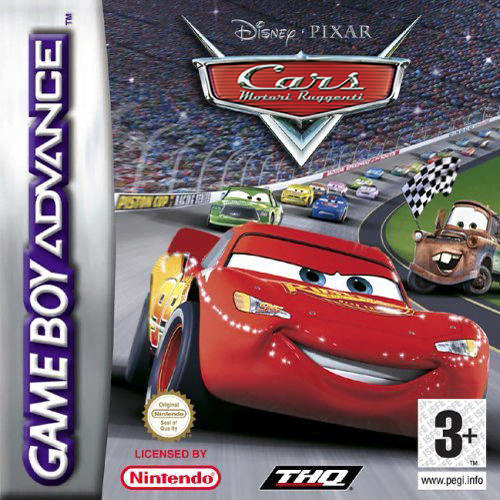 GAME BOY ADVANCE
Disney · PIXAR
Cars
Motori Ruggenti
PISTON CUP
Original
Nintendo
Seal of
Quality
LICENSED BY
Nintendo
THQ
3+
www.pegi.info